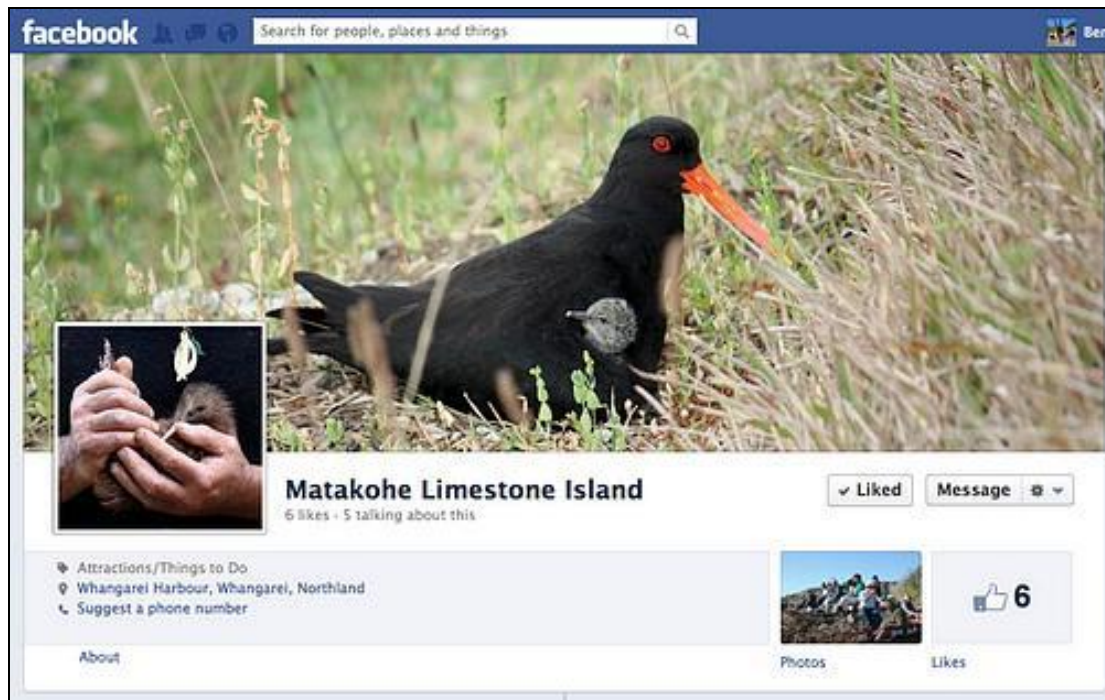 facebook Search for people, places and things Ber
Matakohe Limestone Island
6 likes · 5 talking about this
✓ Liked
Message
Attractions/Things to Do
Whangarei Harbour, Whangarei, Northland
Suggest a phone number
6
About
Photos
Likes